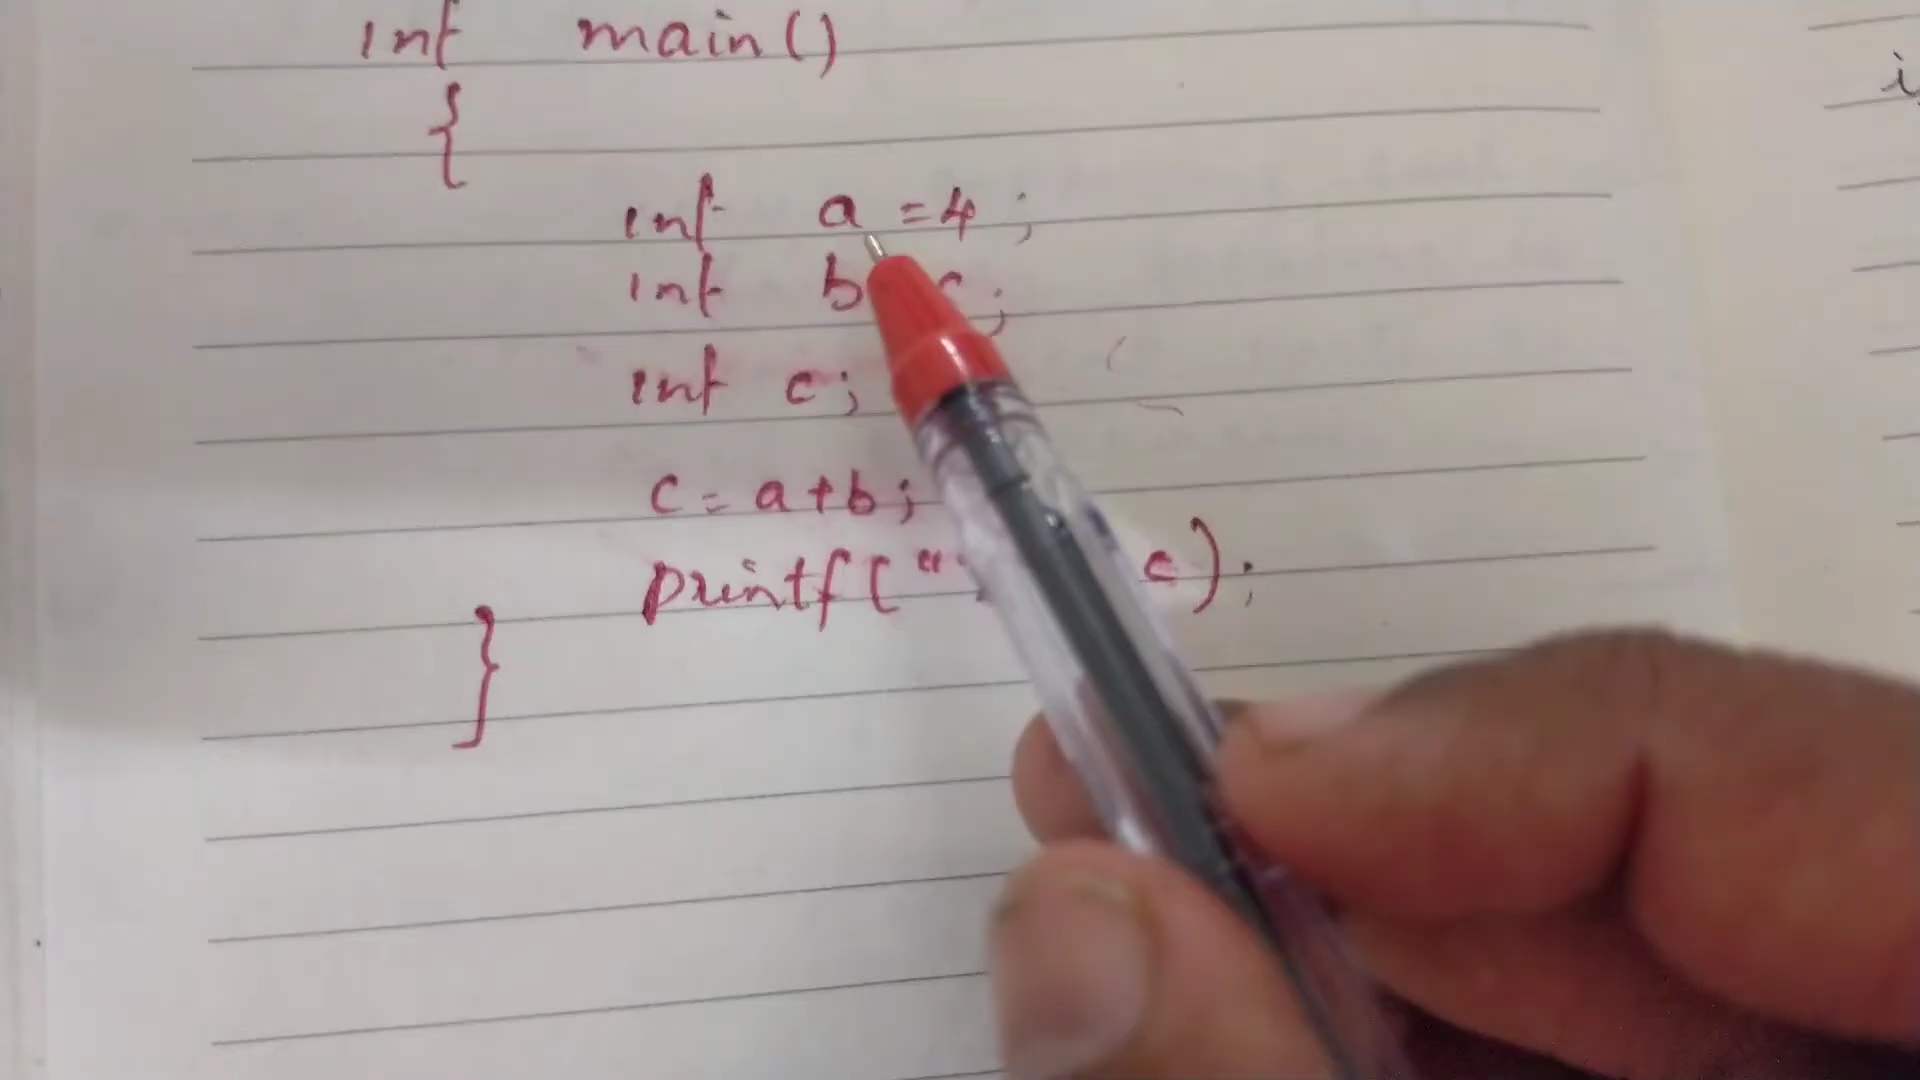 int main()
{
int a = 4;
int b ;
int c;
c = a + b;
printf(" c);
}